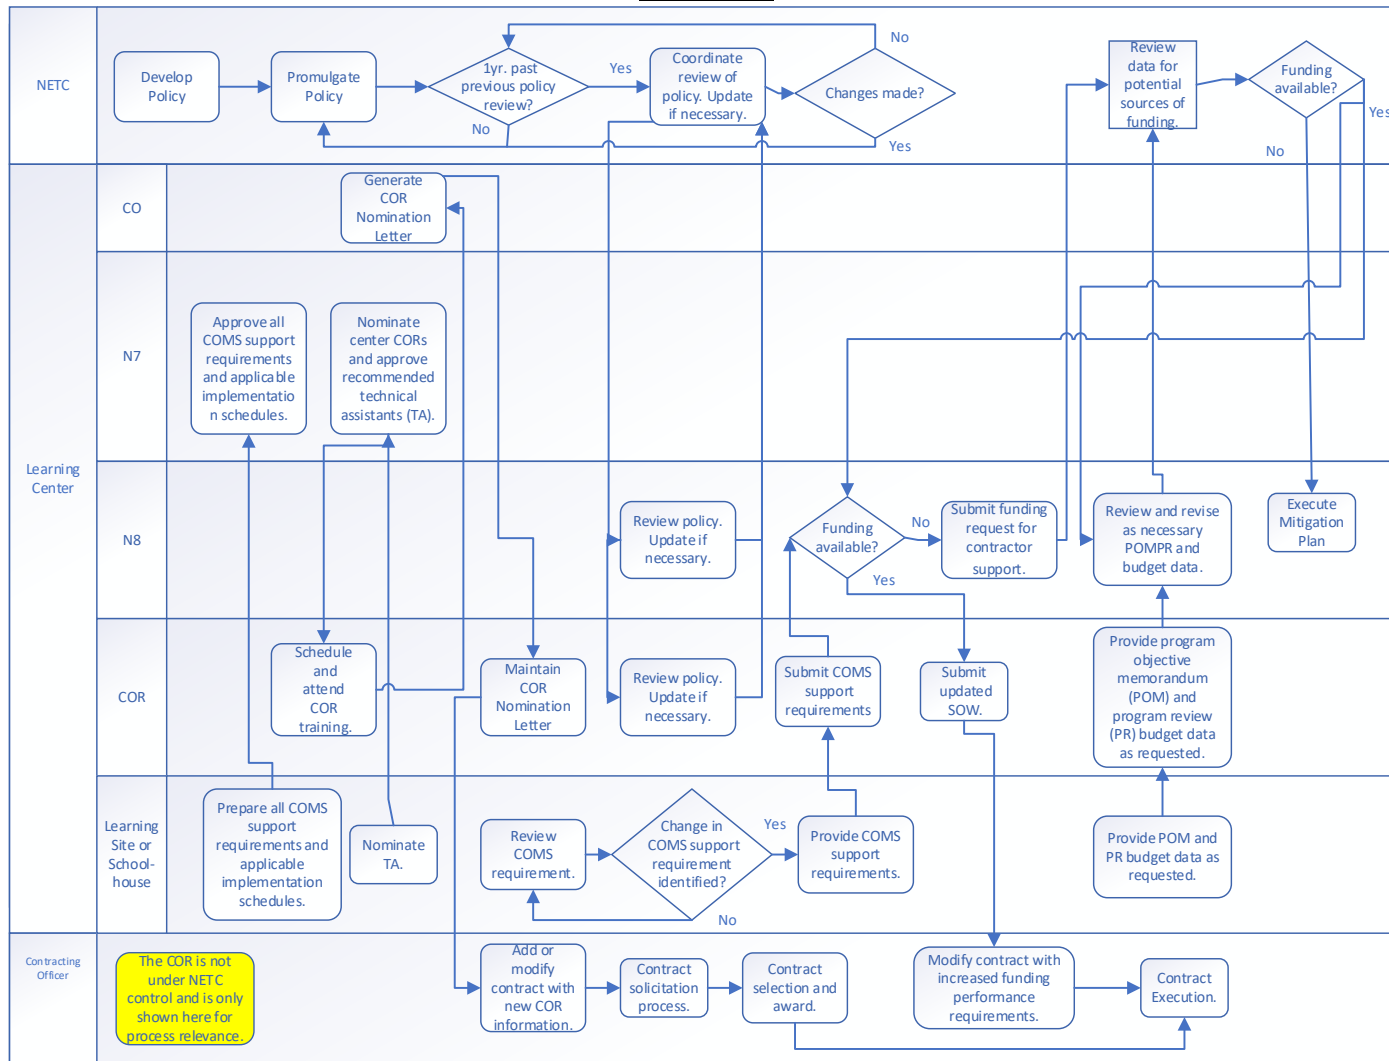 NETC
Develop
Policy
Promulgate
Policy
1yr. past
previous policy
review?
Yes
No
Coordinate
review of
policy. Update
if necessary.
Changes made?
No
Yes
Review
data for
potential
sources of
funding.
Funding
available?
Yes
No
Learning
Center
CO
Generate
COR
Nomination
Letter
N7
Approve all
COMS support
requirements
and applicable
implementatio
n schedules.
Nominate
center CORs
and approve
recommended
technical
assistants (TA).
N8
Review policy.
Update if
necessary.
Funding
available?
No
Yes
Submit funding
request for
contractor
support.
Review and revise
as necessary
POMPR and
budget data.
Execute
Mitigation
Plan
COR
Schedule
and
attend
COR
training.
Maintain
COR
Nomination
Letter
Review policy.
Update if
necessary.
Submit COMS
support
requirements
Submit
updated
SOW.
Provide program
objective
memorandum
(POM) and
program review
(PR) budget data
as requested.
Learning
Site or
School-
house
Prepare all COMS
support
requirements and
applicable
implementation
schedules.
Nominate
TA.
Review
COMS
requirement.
Change in
COMS support
requirement
identified?
Yes
No
Provide COMS
support
requirements.
Provide POM and
PR budget data as
requested.
Contracting
Officer
The COR is not
under NETC
control and is only
shown here for
process relevance.
Add or
modify
contract with
new COR
information.
Contract
solicitation
process.
Contract
selection and
award.
Modify contract with
increased funding
performance
requirements.
Contract
Execution.